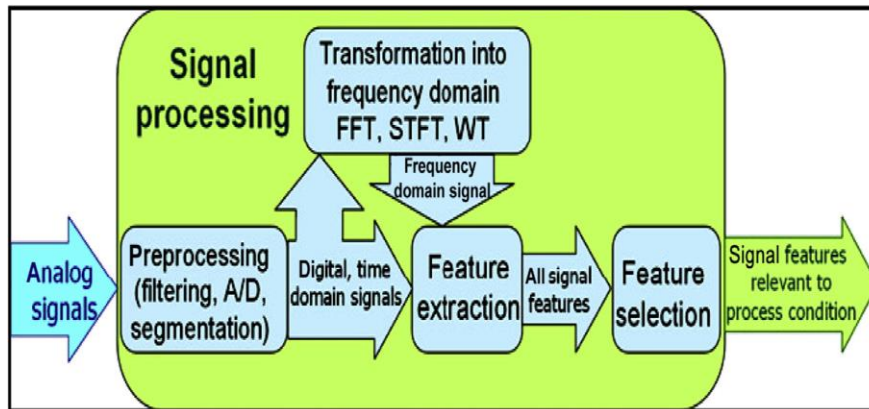 Signal
processing
Transformation into
frequency domain
FFT, STFT, WT
Frequency
domain signal
Analog
signals
Preprocessing
(filtering, A/D,
segmentation)
Digital, time
domain signals
Feature
extraction
All signal
features
Feature
selection
Signal features
relevant to
process condition